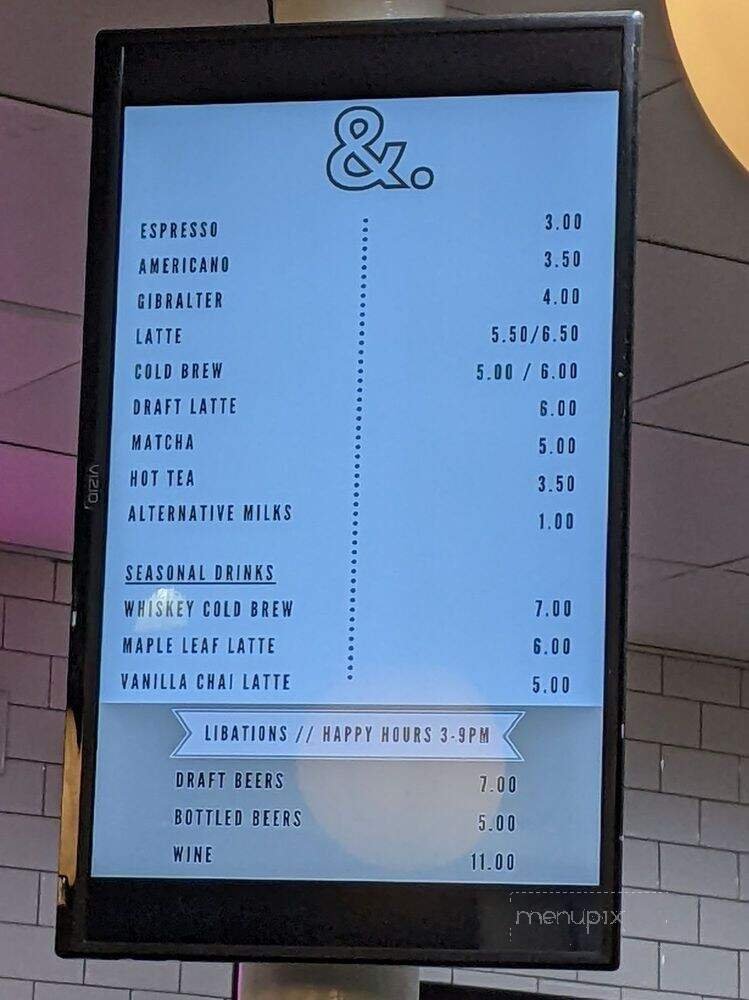 &.
ESPRESSO 3.00
AMERICANO 3.50
GIBRALTER 4.00
LATTE 5.50/6.50
COLD BREW 5.00 / 6.00
DRAFT LATTE 6.00
MATCHA 5.00
HOT TEA 3.50
ALTERNATIVE MILKS 1.00
SEASONAL DRINKS
WHISKEY COLD BREW 7.00
MAPLE LEAF LATTE 6.00
VANILLA CHAI LATTE 5.00
LIBATIONS // HAPPY HOURS 3-9PM
DRAFT BEERS 7.00
BOTTLED BEERS 5.00
WINE 11.00
VIZIO
menupix